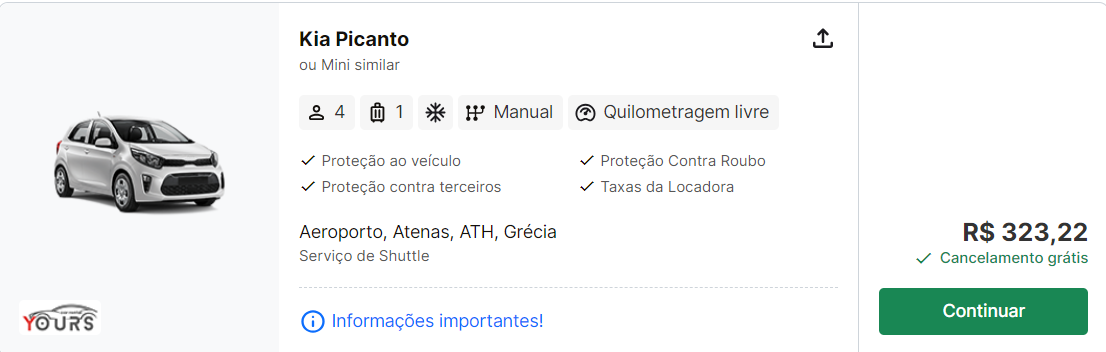 Kia Picanto
ou Mini similar
4
1
Manual
Quilometragem livre
Proteção ao veículo
Proteção Contra Roubo
Proteção contra terceiros
Taxas da Locadora
Aeroporto, Atenas, ATH, Grécia
Serviço de Shuttle
R$ 323,22
Cancelamento grátis
YOURS
Informações importantes!
Continuar